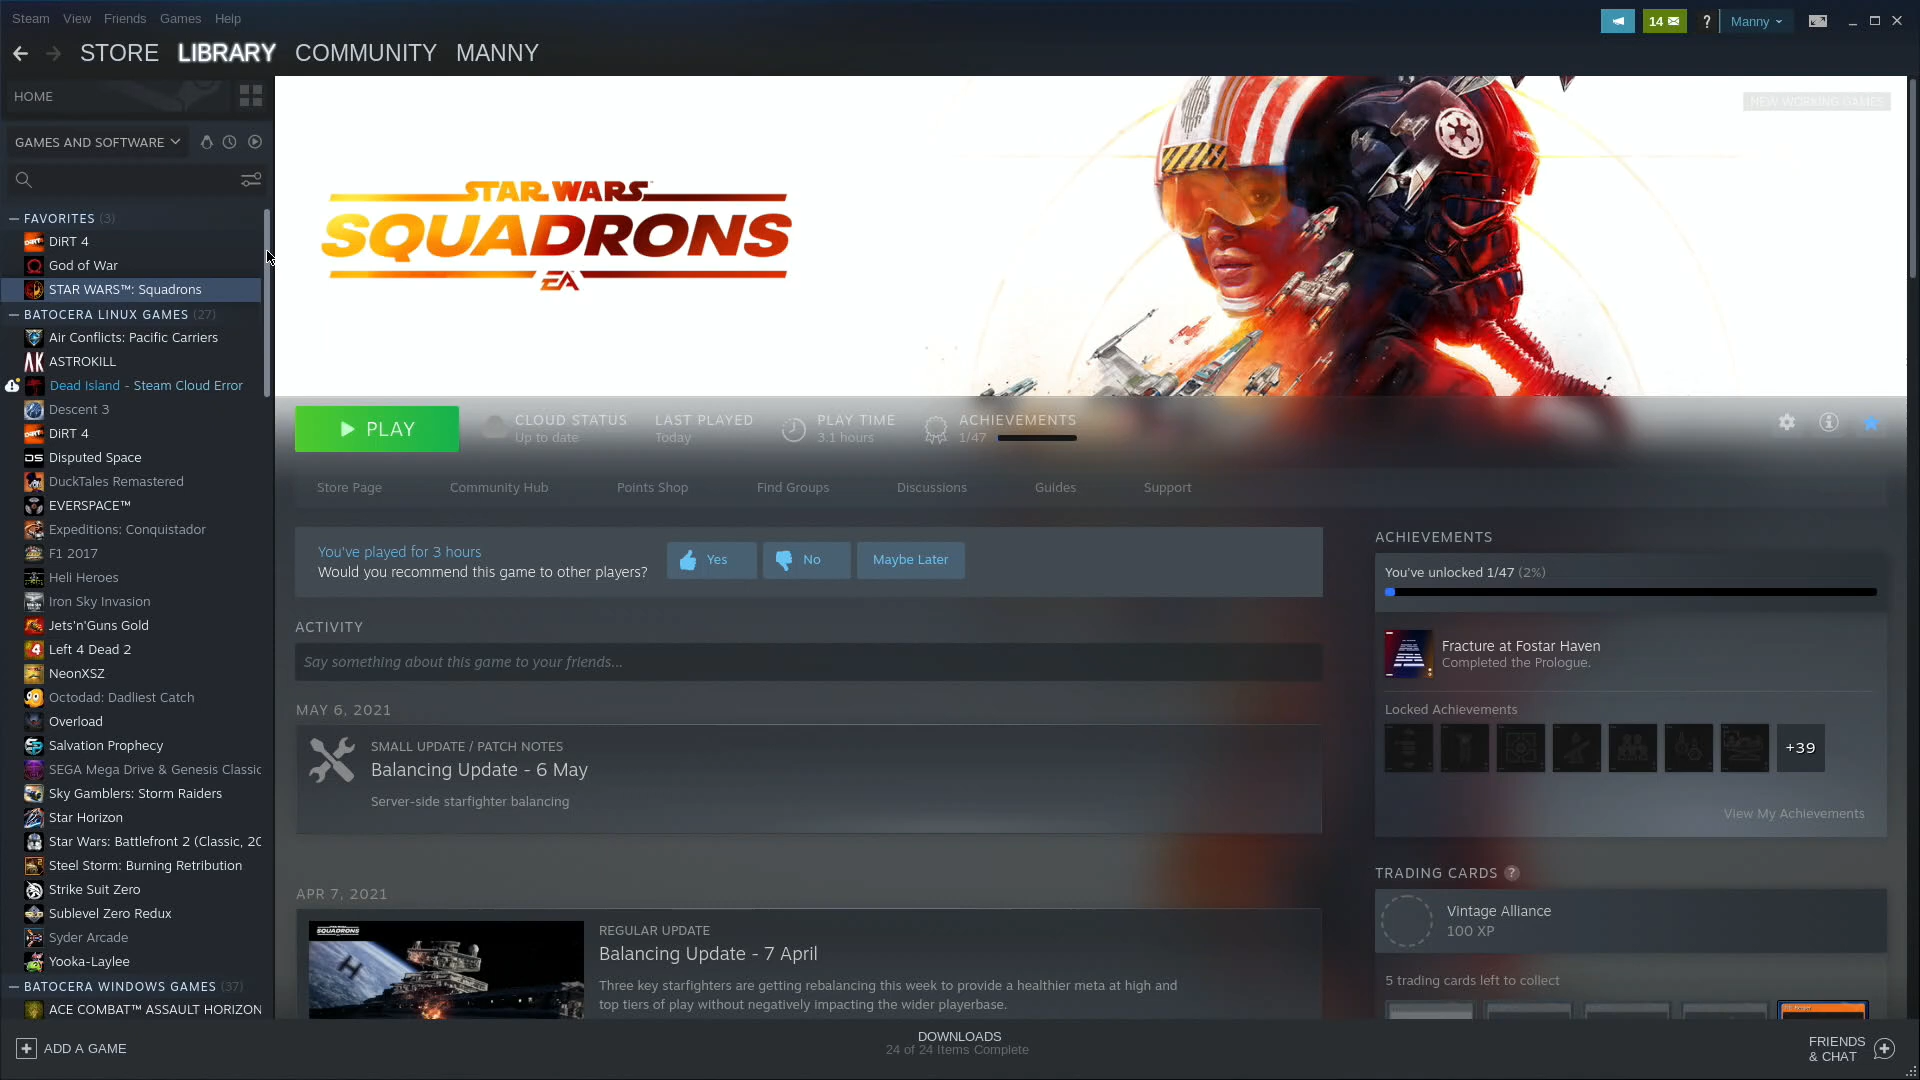 Steam View Friends Games Help
14 ? Manny
STORE LIBRARY COMMUNITY MANNY
HOME
GAMES AND SOFTWARE
FAVORITES (3)
DiRT 4
God of War
STAR WARS™: Squadrons
BATOCERA LINUX GAMES (27)
Air Conflicts: Pacific Carriers
ASTROKILL
Dead Island - Steam Cloud Error
Descent 3
DiRT 4
Disputed Space
DuckTales Remastered
EVERSPACE™
Expeditions: Conquistador
F1 2017
Heli Heroes
Iron Sky Invasion
Jets'n'Guns Gold
Left 4 Dead 2
NeonXSZ
Octodad: Dadliest Catch
Overload
Salvation Prophecy
SEGA Mega Drive & Genesis Classic
Sky Gamblers: Storm Raiders
Star Horizon
Star Wars: Battlefront 2 (Classic, 20
Steel Storm: Burning Retribution
Strike Suit Zero
Sublevel Zero Redux
Syder Arcade
Yooka-Laylee
BATOCERA WINDOWS GAMES (37)
ACE COMBAT™ ASSAULT HORIZON
NEW WORKING GAMES
STAR WARS™
SQUADRONS
EA
PLAY
CLOUD STATUS
Up to date
LAST PLAYED
Today
PLAY TIME
3.1 hours
ACHIEVEMENTS
1/47
Store Page Community Hub Points Shop Find Groups Discussions Guides Support
You've played for 3 hours
Would you recommend this game to other players?
Yes No Maybe Later
ACTIVITY
Say something about this game to your friends...
MAY 6, 2021
SMALL UPDATE / PATCH NOTES
Balancing Update - 6 May
Server-side starfighter balancing
APR 7, 2021
SQUADRONS
REGULAR UPDATE
Balancing Update - 7 April
Three key starfighters are getting rebalancing this week to provide a healthier meta at high and
top tiers of play without negatively impacting the wider playerbase.
ACHIEVEMENTS
You've unlocked 1/47 (2%)
Fracture at Fostar Haven
Completed the Prologue.
Locked Achievements
+39
View My Achievements
TRADING CARDS ?
Vintage Alliance
100 XP
5 trading cards left to collect
ADD A GAME
DOWNLOADS
24 of 24 Items Complete
FRIENDS
& CHAT